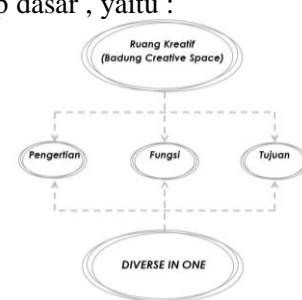 p dasar , yaitu :
Ruang Kreatif
(Badung Creative Space)
Pengertian
Fungsi
Tujuan
DIVERSE IN ONE